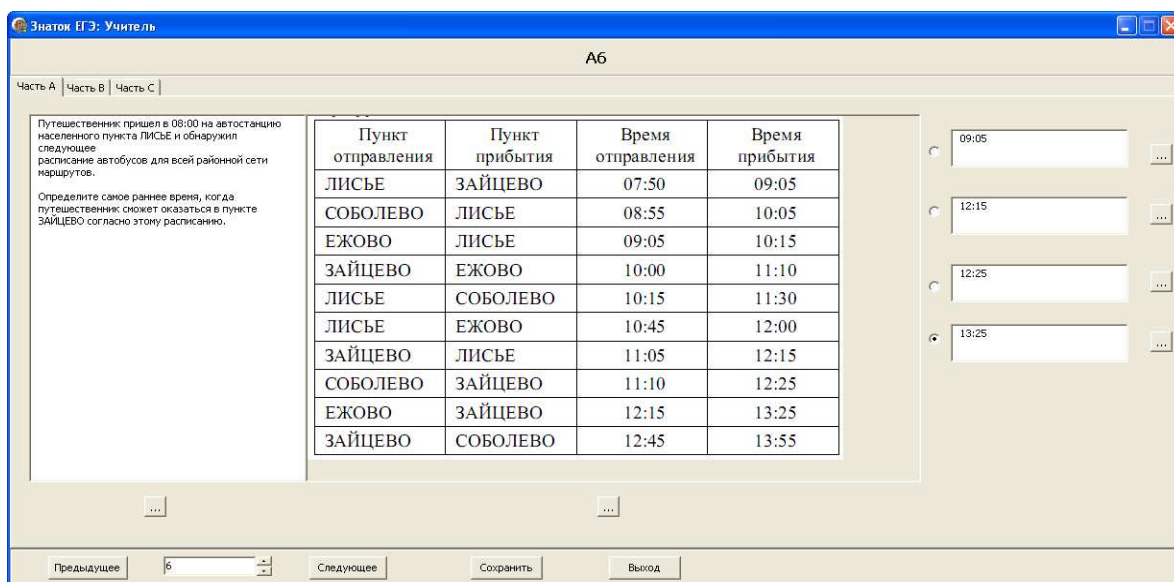 Знаток ЕГЭ: Учитель
А6
Часть А Часть В Часть С
Путешественник пришел в 08:00 на автостанцию
населенного пункта ЛИСЬЕ и обнаружил
следующее
расписание автобусов для всей районной сети
маршрутов.
Определите самое раннее время, когда
путешественник сможет оказаться в пункте
ЗАЙЦЕВО согласно этому расписанию.
Пункт отправления Пункт прибытия Время отправления Время прибытия
ЛИСЬЕ ЗАЙЦЕВО 07:50 09:05
СОБОЛЕВО ЛИСЬЕ 08:55 10:05
ЕЖОВО ЛИСЬЕ 09:05 10:15
ЗАЙЦЕВО ЕЖОВО 10:00 11:10
ЛИСЬЕ СОБОЛЕВО 10:15 11:30
ЛИСЬЕ ЕЖОВО 10:45 12:00
ЗАЙЦЕВО ЛИСЬЕ 11:05 12:15
СОБОЛЕВО ЗАЙЦЕВО 11:10 12:25
ЕЖОВО ЗАЙЦЕВО 12:15 13:25
ЗАЙЦЕВО СОБОЛЕВО 12:45 13:55
09:05
...
12:15
...
12:25
...
13:25
...
... ...
Предыдущее 6 Следующее Сохранить Выход